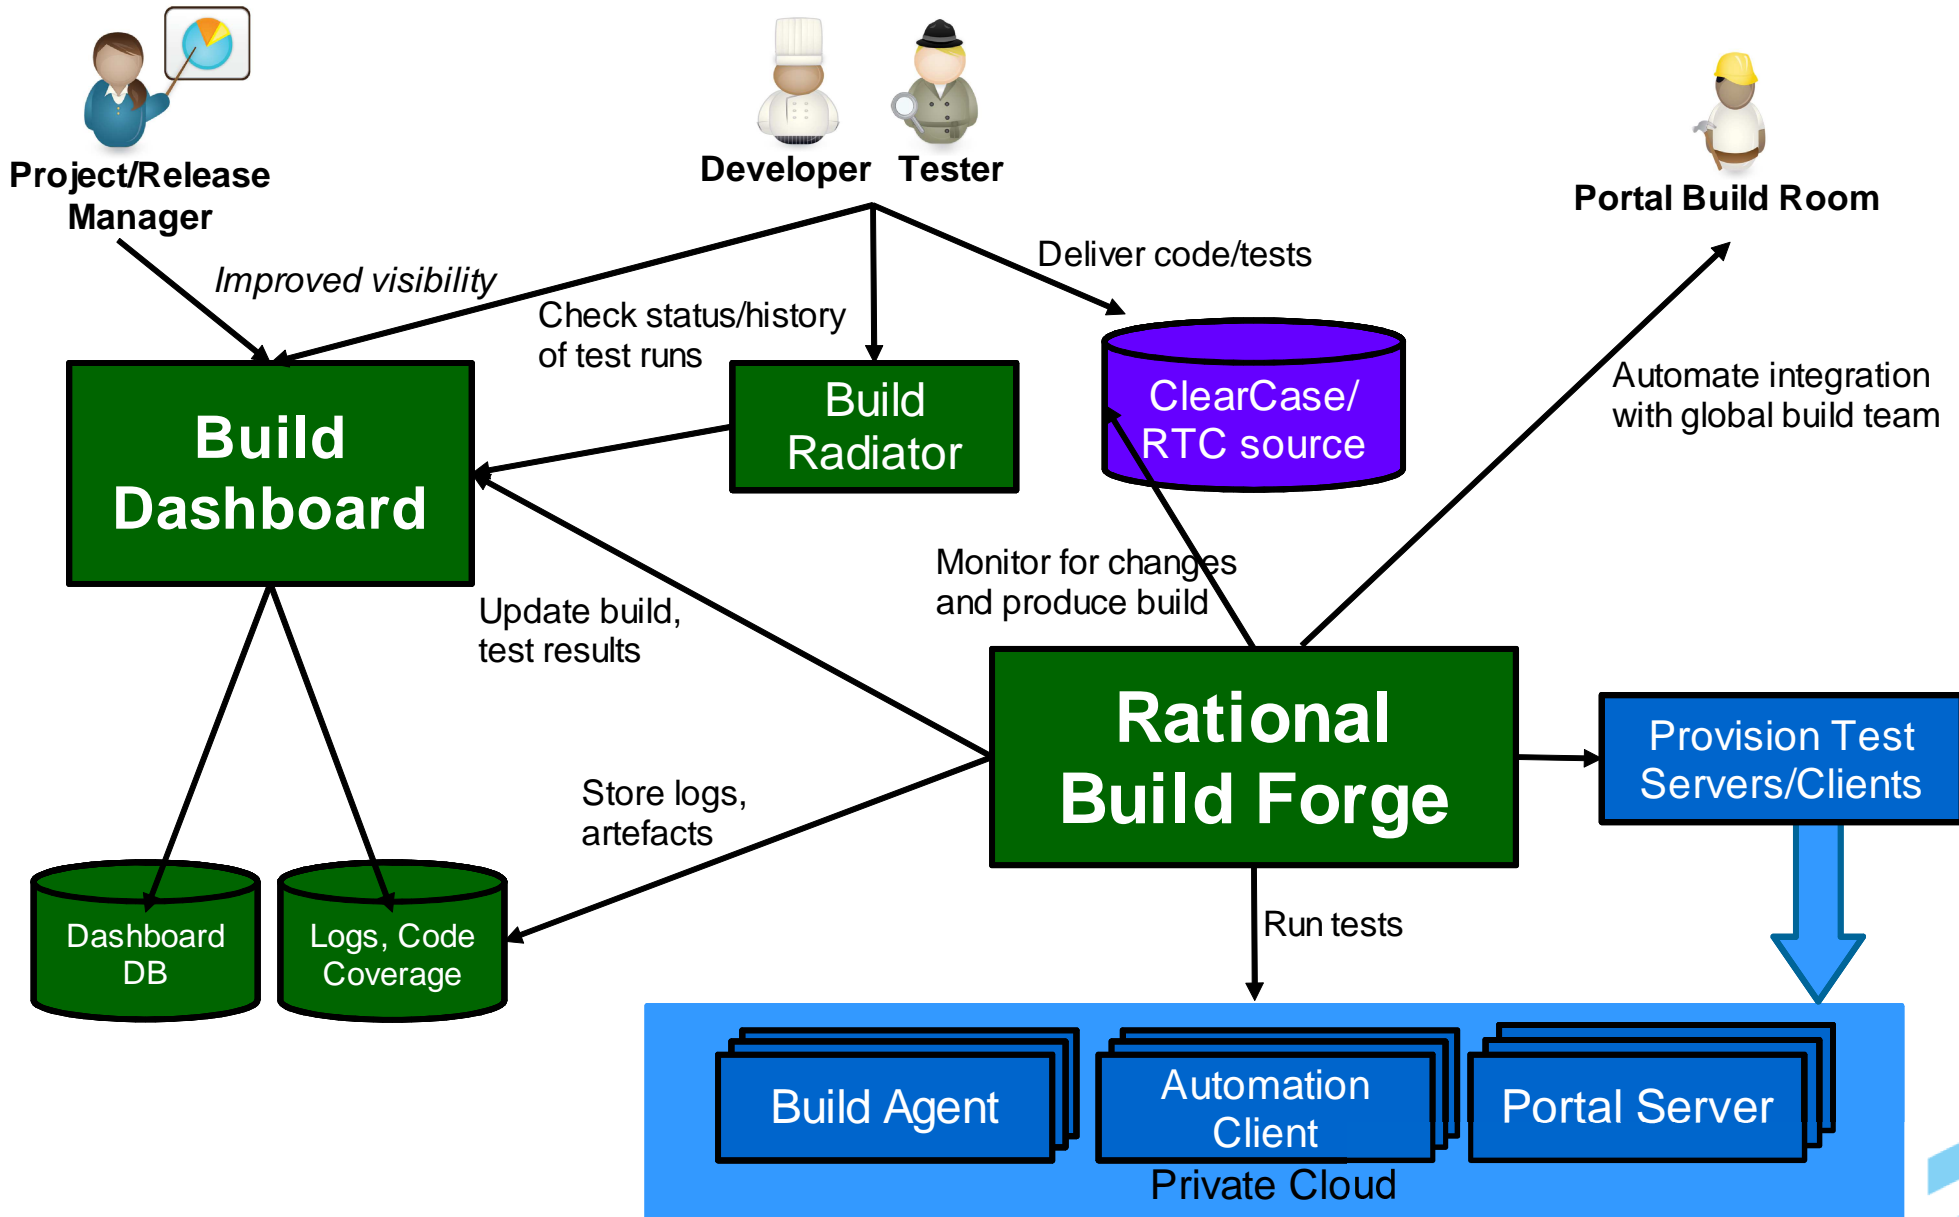 Project/Release
Manager
Developer
Tester
Portal Build Room
Improved visibility
Deliver code/tests
Check status/history
of test runs
Automate integration
with global build team
Build
Dashboard
Build
Radiator
ClearCase/
RTC source
Monitor for changes
and produce build
Update build,
test results
Rational
Build Forge
Provision Test
Servers/Clients
Store logs,
artefacts
Dashboard
DB
Logs, Code
Coverage
Run tests
Build Agent
Automation
Client
Portal Server
Private Cloud